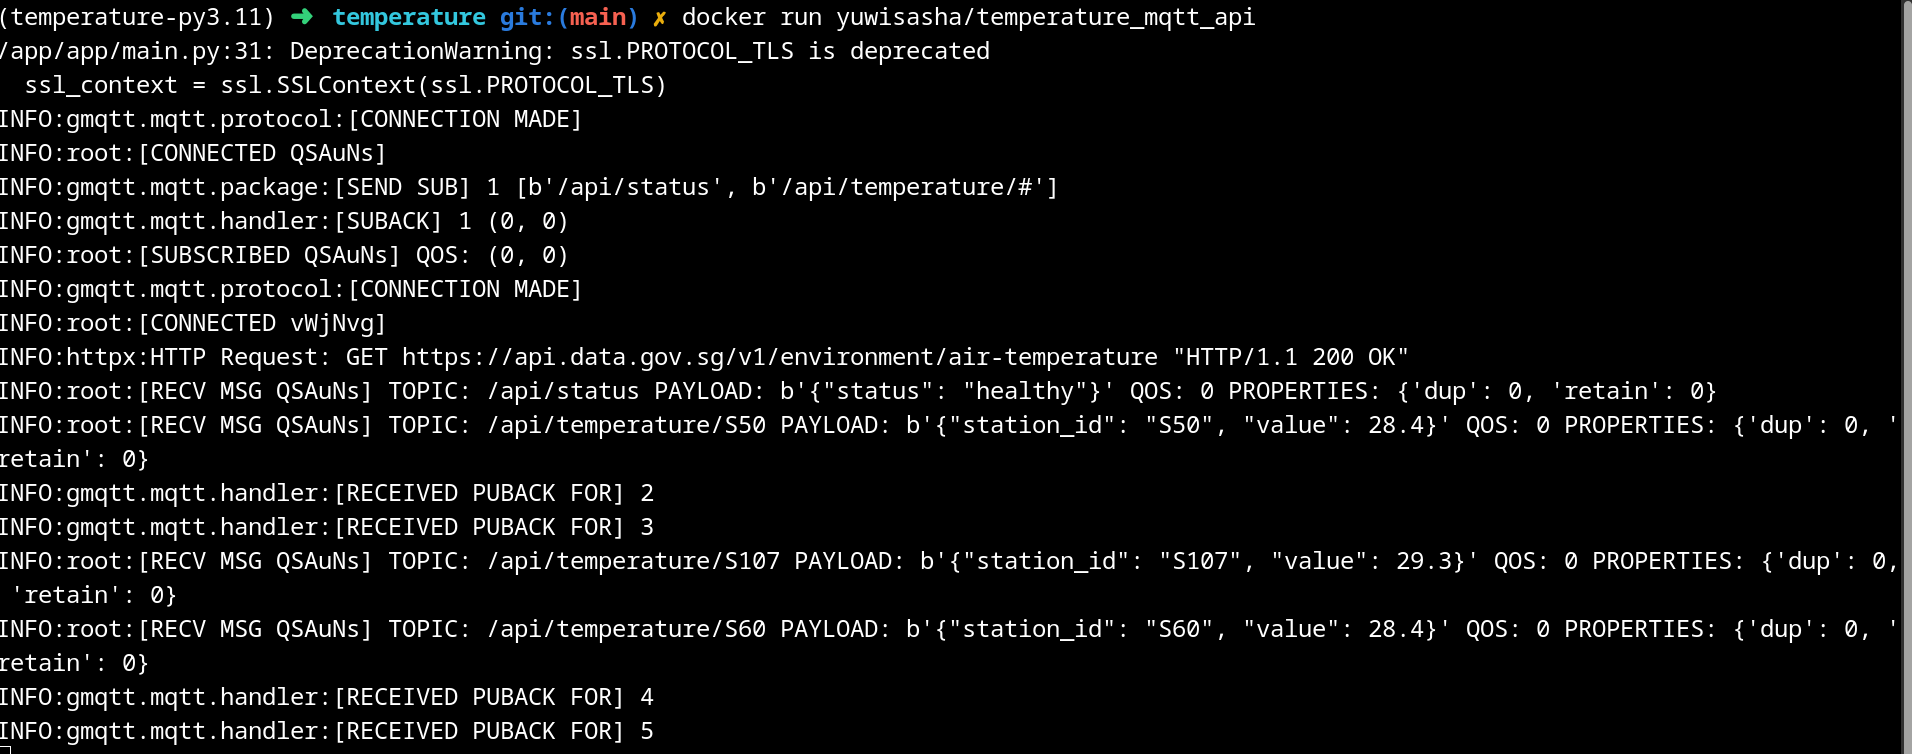 (temperature-py3.11) ➜  temperature git:(main) ✗ docker run yuwisasha/temperature_mqtt_api
/app/app/main.py:31: DeprecationWarning: ssl.PROTOCOL_TLS is deprecated
  ssl_context = ssl.SSLContext(ssl.PROTOCOL_TLS)
INFO:gmqtt.mqtt.protocol:[CONNECTION MADE]
INFO:root:[CONNECTED QSAuNs]
INFO:gmqtt.mqtt.package:[SEND SUB] 1 [b'/api/status', b'/api/temperature/#']
INFO:gmqtt.mqtt.handler:[SUBACK] 1 (0, 0)
INFO:root:[SUBSCRIBED QSAuNs] QOS: (0, 0)
INFO:gmqtt.mqtt.protocol:[CONNECTION MADE]
INFO:root:[CONNECTED vWjNvg]
INFO:httpx:HTTP Request: GET https://api.data.gov.sg/v1/environment/air-temperature "HTTP/1.1 200 OK"
INFO:root:[RECV MSG QSAuNs] TOPIC: /api/status PAYLOAD: b'{"status": "healthy"}' QOS: 0 PROPERTIES: {'dup': 0, 'retain': 0}
INFO:root:[RECV MSG QSAuNs] TOPIC: /api/temperature/S50 PAYLOAD: b'{"station_id": "S50", "value": 28.4}' QOS: 0 PROPERTIES: {'dup': 0, '
retain': 0}
INFO:gmqtt.mqtt.handler:[RECEIVED PUBACK FOR] 2
INFO:gmqtt.mqtt.handler:[RECEIVED PUBACK FOR] 3
INFO:root:[RECV MSG QSAuNs] TOPIC: /api/temperature/S107 PAYLOAD: b'{"station_id": "S107", "value": 29.3}' QOS: 0 PROPERTIES: {'dup': 0,
 'retain': 0}
INFO:root:[RECV MSG QSAuNs] TOPIC: /api/temperature/S60 PAYLOAD: b'{"station_id": "S60", "value": 28.4}' QOS: 0 PROPERTIES: {'dup': 0, '
retain': 0}
INFO:gmqtt.mqtt.handler:[RECEIVED PUBACK FOR] 4
INFO:gmqtt.mqtt.handler:[RECEIVED PUBACK FOR] 5